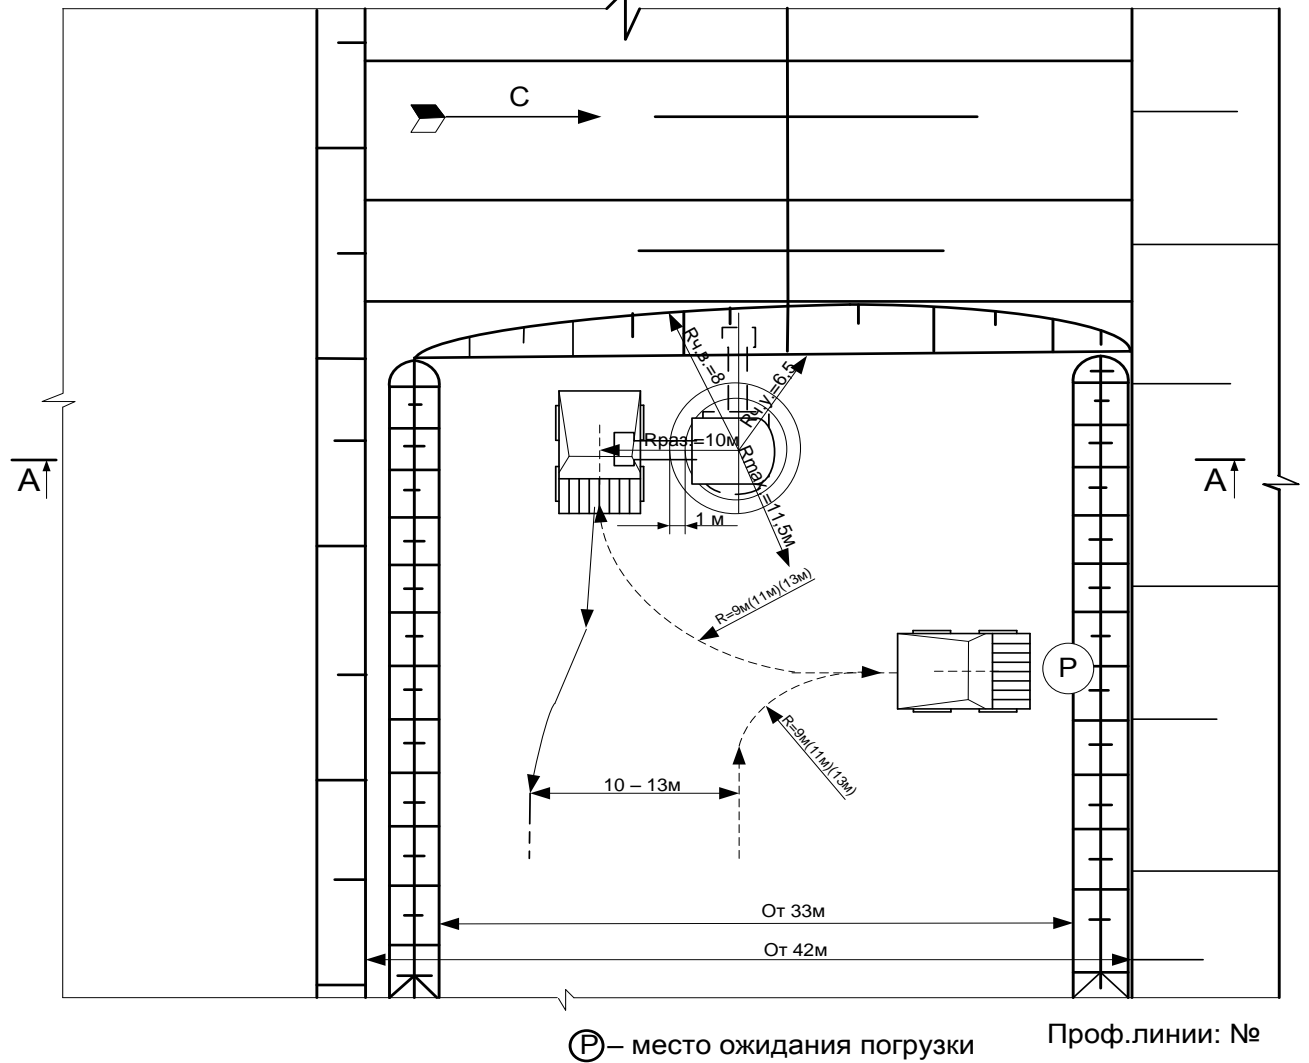 С
Rч.в.=8
Rч.у.=6,5
Rраз.=10м
Rmax.=11,5м
А
А
1 м
R=9м(11м)(13м)
Р
R=9м(11м)(13м)
10 – 13м
От 33м
От 42м
Р – место ожидания погрузки
Проф.линии: №